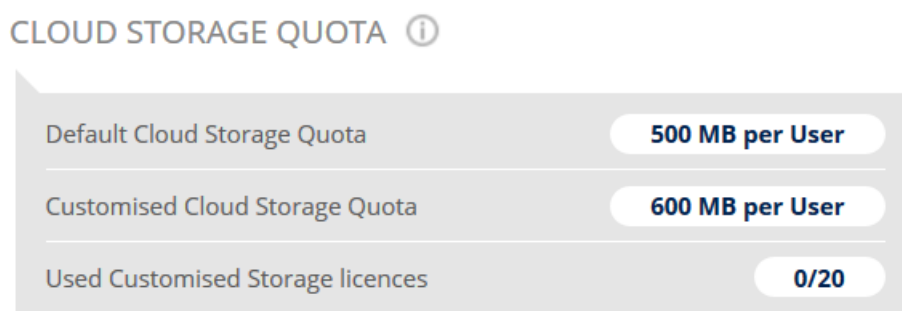 CLOUD STORAGE QUOTA
Default Cloud Storage Quota 500 MB per User
Customised Cloud Storage Quota 600 MB per User
Used Customised Storage licences 0/20